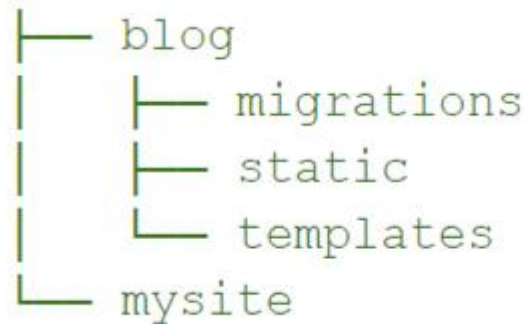 ├── blog
│   ├── migrations
│   ├── static
│   └── templates
└── mysite